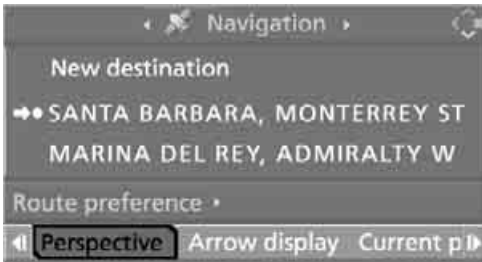 Navigation
New destination
SANTA BARBARA, MONTERREY ST
MARINA DEL REY, ADMIRALTY W
Route preference
Perspective Arrow display Current p